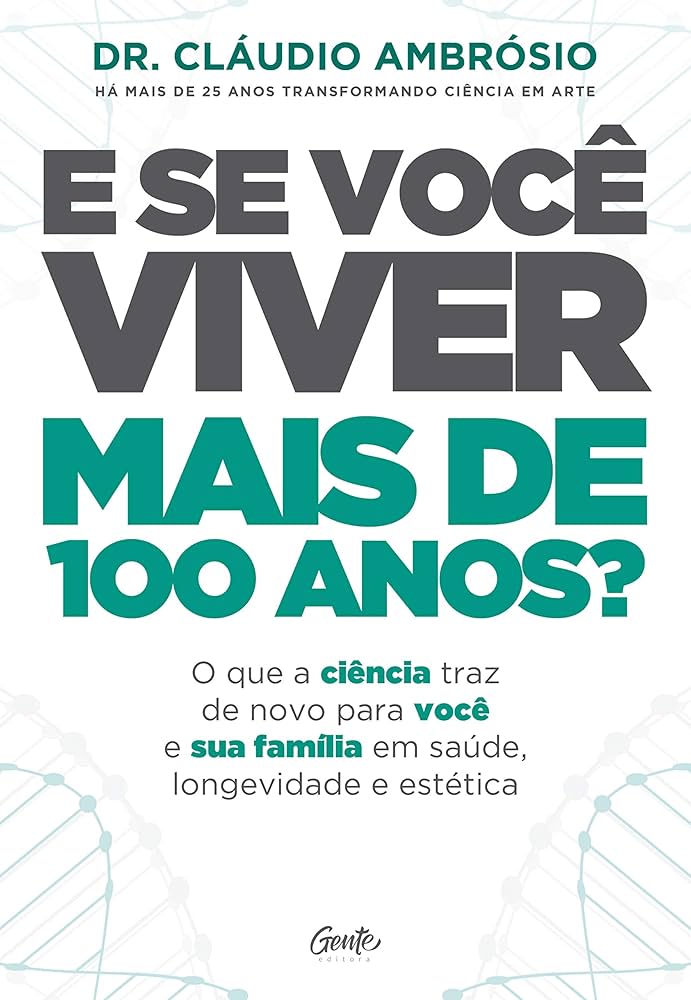 DR. CLÁUDIO AMBRÓSIO
HÁ MAIS DE 25 ANOS TRANSFORMANDO CIÊNCIA EM ARTE
E SE VOCÊ
VIVER
MAIS DE
100 ANOS?
O que a ciência traz
de novo para você
e sua família em saúde,
longevidade e estética
Gente
editora